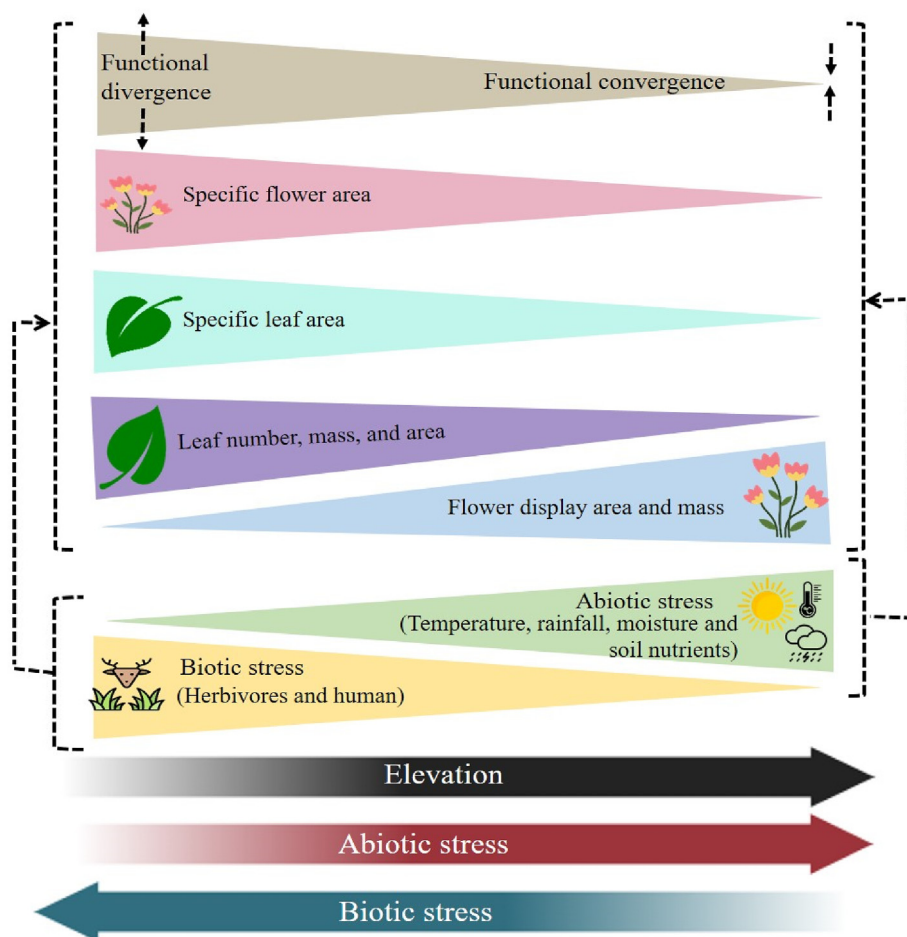 Functional
divergence
Functional convergence
Specific flower area
Specific leaf area
Leaf number, mass, and area
Flower display area and mass
Abiotic stress
(Temperature, rainfall, moisture and
soil nutrients)
°C
Biotic stress
(Herbivores and human)
Elevation
Abiotic stress
Biotic stress